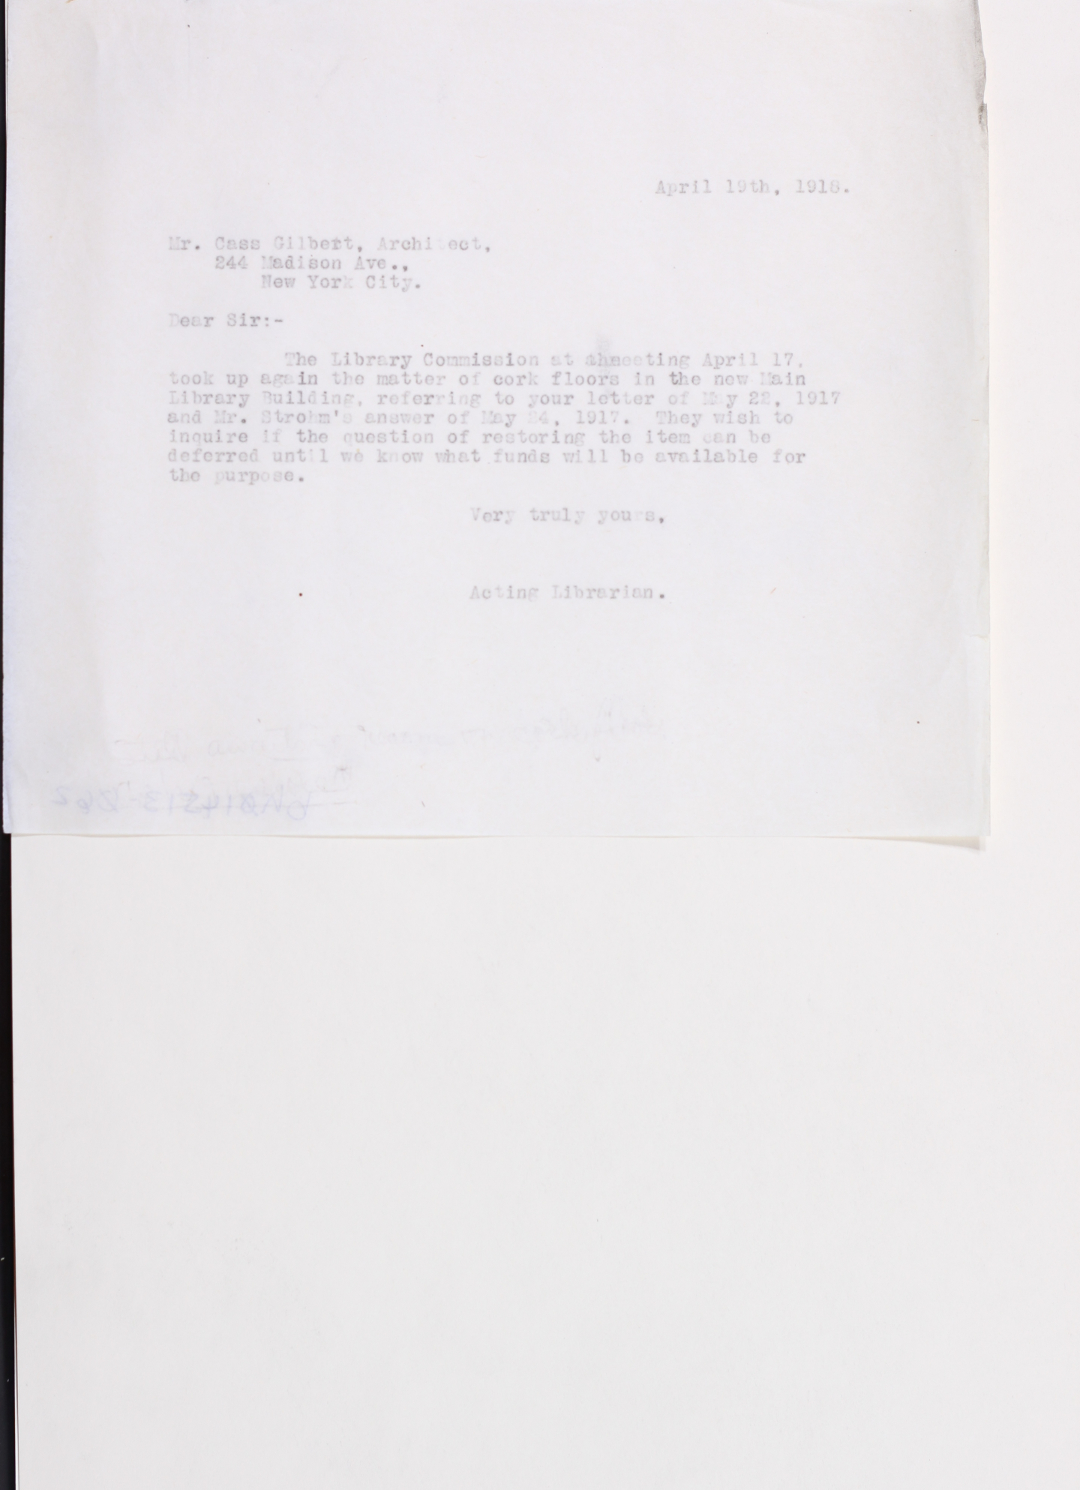 April 19th, 1918.
Mr. Cass Gilbert, Architect,
244 Madison Ave.,
New York City.
Dear Sir:-
The Library Commission at meeting April 17,
took up again the matter of cork floors in the new Main
Library Building, referring to your letter of May 22, 1917
and Mr. Strohm's answer of May 24, 1917. They wish to
inquire if the question of restoring the item can be
deferred until we know what funds will be available for
the purpose.
Very truly yours,
Acting Librarian.